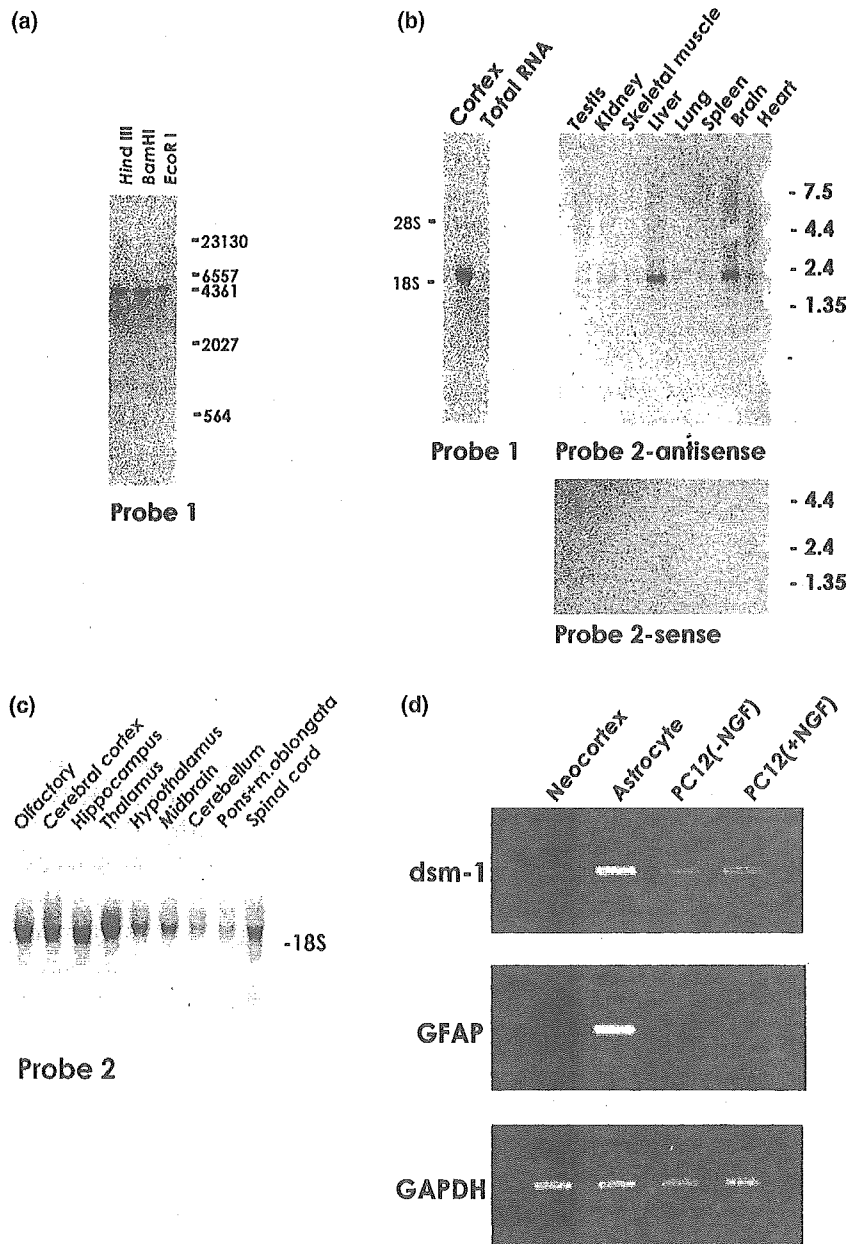 (a)
Hind III
BamHI
EcoR I
23130
6557
4361
2027
564
Probe 1
(b)
Cortex
Total RNA
28S
18S
Probe 1
Testis
Kidney
Skeletal muscle
Liver
Lung
Spleen
Brain
Heart
- 7.5
- 4.4
- 2.4
- 1.35
-
Probe 2-antisense
- 4.4
- 2.4
- 1.35
Probe 2-sense
(c)
Olfactory
Cerebral cortex
Hippocampus
Thalamus
Hypothalamus
Midbrain
Cerebellum
Pons+m.oblongata
Spinal cord
-18S
Probe 2
(d)
Neocortex
Astrocyte
PC12(-NGF)
PC12(+NGF)
dsm-1
GFAP
GAPDH